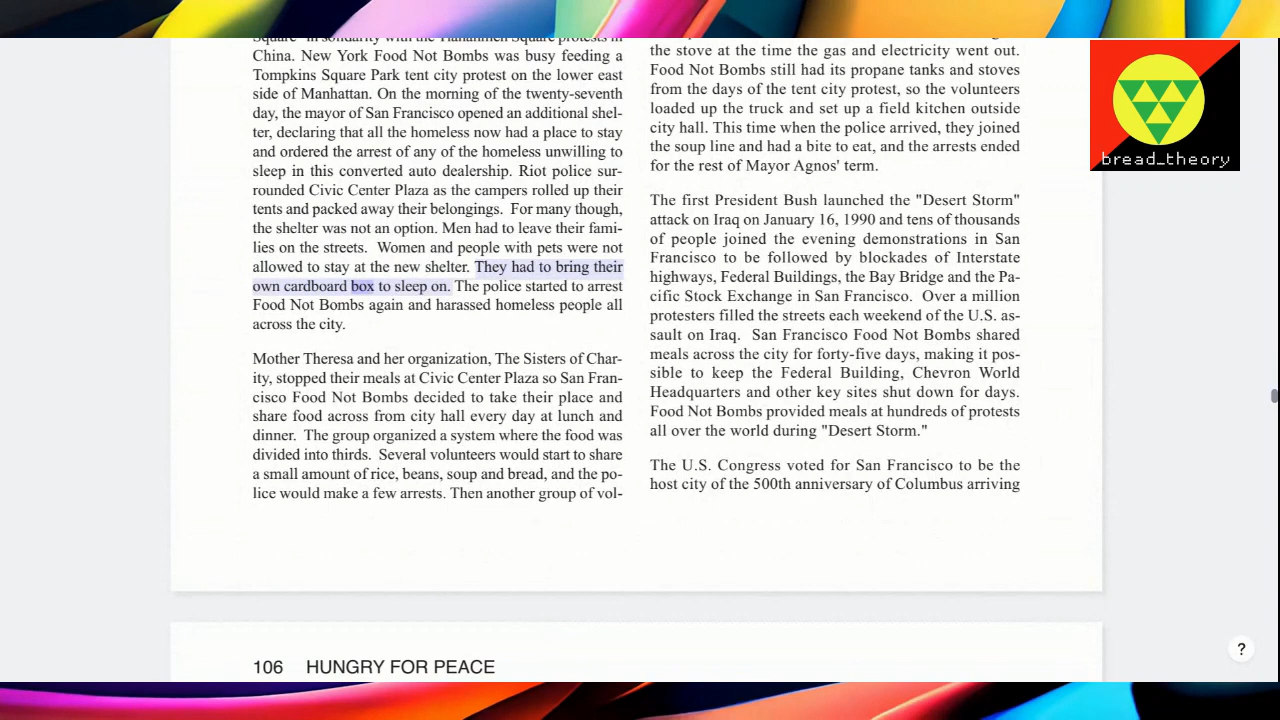 Square" in solidarity with the Tiananmen Square protests in
China. New York Food Not Bombs was busy feeding a
Tompkins Square Park tent city protest on the lower east
side of Manhattan. On the morning of the twenty-seventh
day, the mayor of San Francisco opened an additional shel-
ter, declaring that all the homeless now had a place to stay
and ordered the arrest of any of the homeless unwilling to
sleep in this converted auto dealership. Riot police sur-
rounded Civic Center Plaza as the campers rolled up their
tents and packed away their belongings. For many though,
the shelter was not an option. Men had to leave their fami-
lies on the streets. Women and people with pets were not
allowed to stay at the new shelter. They had to bring their
own cardboard box to sleep on. The police started to arrest
Food Not Bombs again and harassed homeless people all
across the city.
Mother Theresa and her organization, The Sisters of Char-
ity, stopped their meals at Civic Center Plaza so San Fran-
cisco Food Not Bombs decided to take their place and
share food across from city hall every day at lunch and
dinner. The group organized a system where the food was
divided into thirds. Several volunteers would start to share
a small amount of rice, beans, soup and bread, and the po-
lice would make a few arrests. Then another group of vol-
the stove at the time the gas and electricity went out.
Food Not Bombs still had its propane tanks and stoves
from the days of the tent city protest, so the volunteers
loaded up the truck and set up a field kitchen outside
city hall. This time when the police arrived, they joined
the soup line and had a bite to eat, and the arrests ended
for the rest of Mayor Agnos' term.
The first President Bush launched the "Desert Storm"
attack on Iraq on January 16, 1990 and tens of thousands
of people joined the evening demonstrations in San
Francisco to be followed by blockades of Interstate
highways, Federal Buildings, the Bay Bridge and the Pa-
cific Stock Exchange in San Francisco. Over a million
protesters filled the streets each weekend of the U.S. as-
sault on Iraq. San Francisco Food Not Bombs shared
meals across the city for forty-five days, making it pos-
sible to keep the Federal Building, Chevron World
Headquarters and other key sites shut down for days.
Food Not Bombs provided meals at hundreds of protests
all over the world during "Desert Storm."
The U.S. Congress voted for San Francisco to be the
host city of the 500th anniversary of Columbus arriving
bread_theory
?
106 HUNGRY FOR PEACE